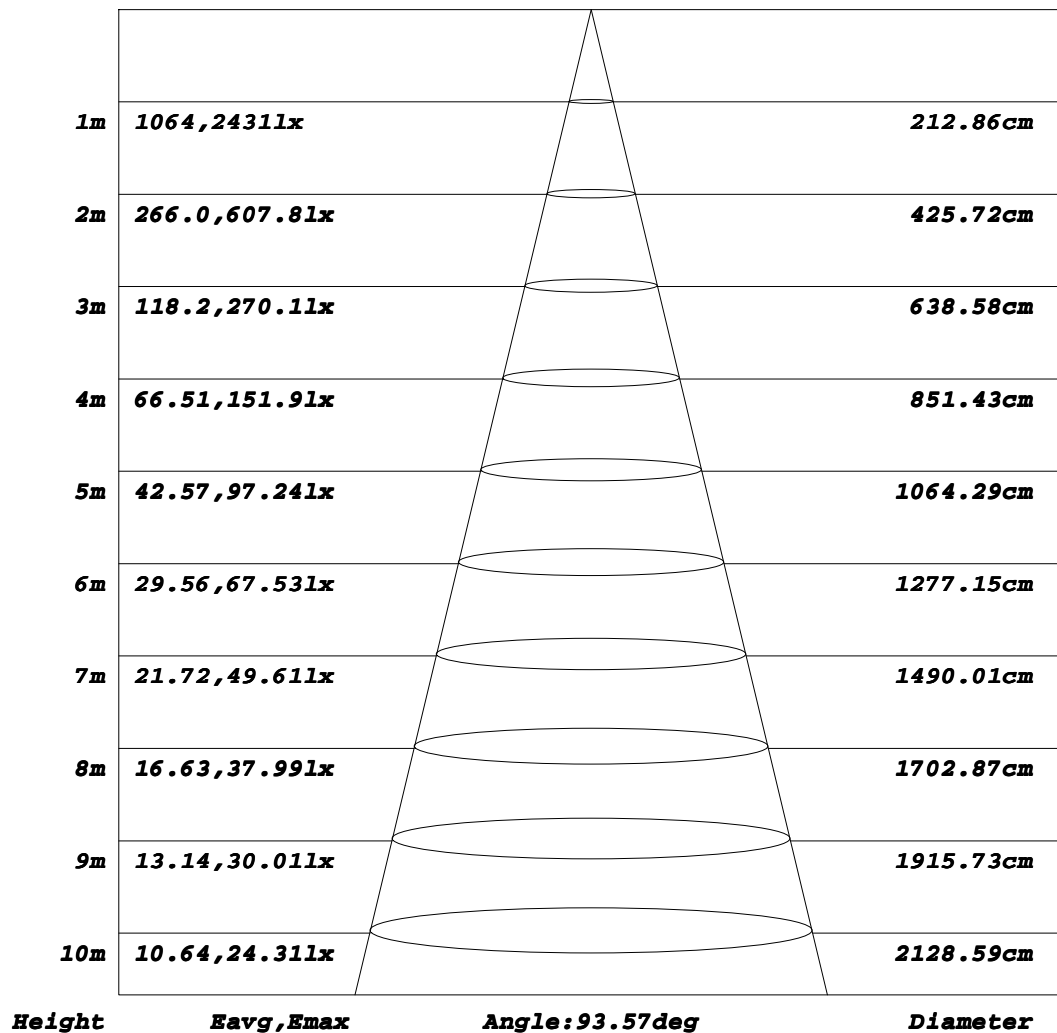 1m 1064,2431lx 212.86cm
2m 266.0,607.8lx 425.72cm
3m 118.2,270.1lx 638.58cm
4m 66.51,151.9lx 851.43cm
5m 42.57,97.24lx 1064.29cm
6m 29.56,67.53lx 1277.15cm
7m 21.72,49.61lx 1490.01cm
8m 16.63,37.99lx 1702.87cm
9m 13.14,30.01lx 1915.73cm
10m 10.64,24.31lx 2128.59cm
Height Eavg,Emax Angle:93.57deg Diameter